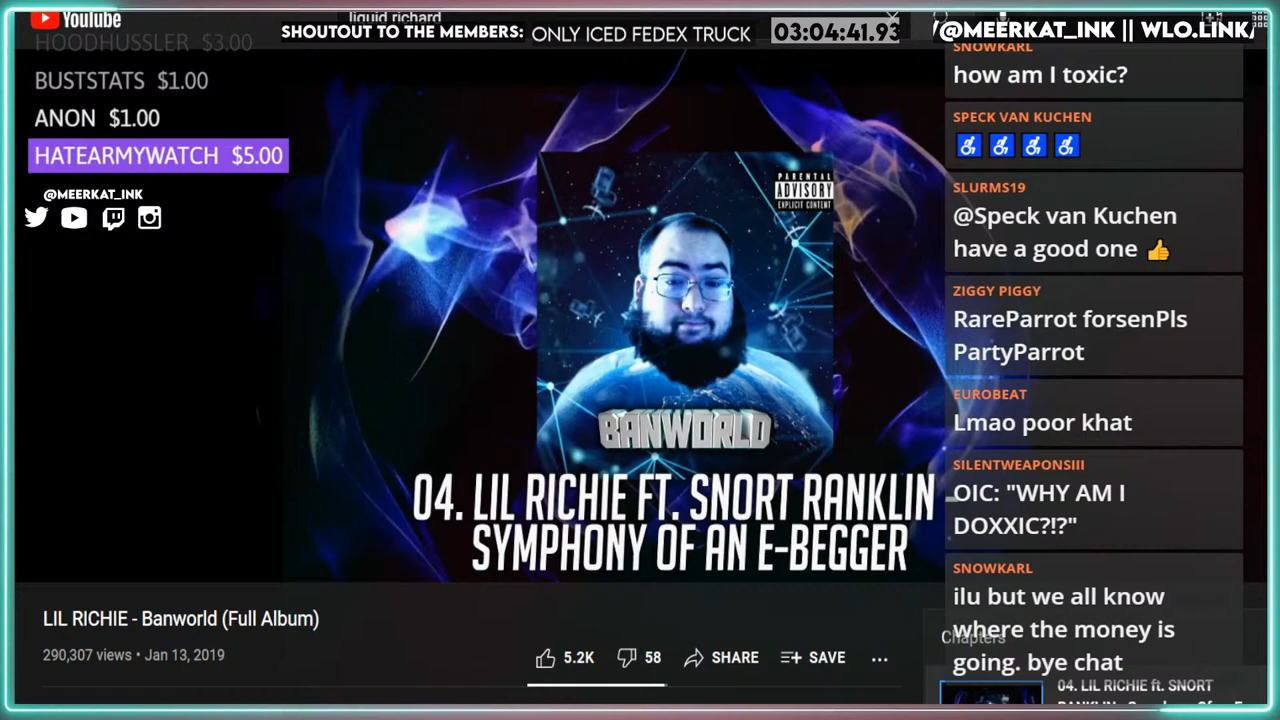 YouTube
liquid richard
SHOUTOUT TO THE MEMBERS: ONLY ICED FEDEX TRUCK
03:04:41.93
@MEERKAT_INK || WLO.LINK/
HOODHUSSLER $3.00
BUSTSTATS $1.00
ANON $1.00
HATEARMYWATCH $5.00
@MEERKAT_INK
PARENTAL
ADVISORY
EXPLICIT CONTENT
BANWORLD
04. LIL RICHIE FT. SNORT RANKLIN
SYMPHONY OF AN E-BEGGER
LIL RICHIE - Banworld (Full Album)
290,307 views • Jan 13, 2019
5.2K
58
SHARE
SAVE
SNOWKARL
how am I toxic?
SPECK VAN KUCHEN
♿ ♿ ♿ ♿
SLURMS19
@Speck van Kuchen
have a good one 👍
ZIGGY PIGGY
RareParrot forsenPls
PartyParrot
EUROBEAT
Lmao poor khat
SILENTWEAPONSIII
OIC: "WHY AM I
DOXXIC?!?"
SNOWKARL
ilu but we all know
where the money is
going. bye chat
Chapters
04. LIL RICHIE ft. SNORT